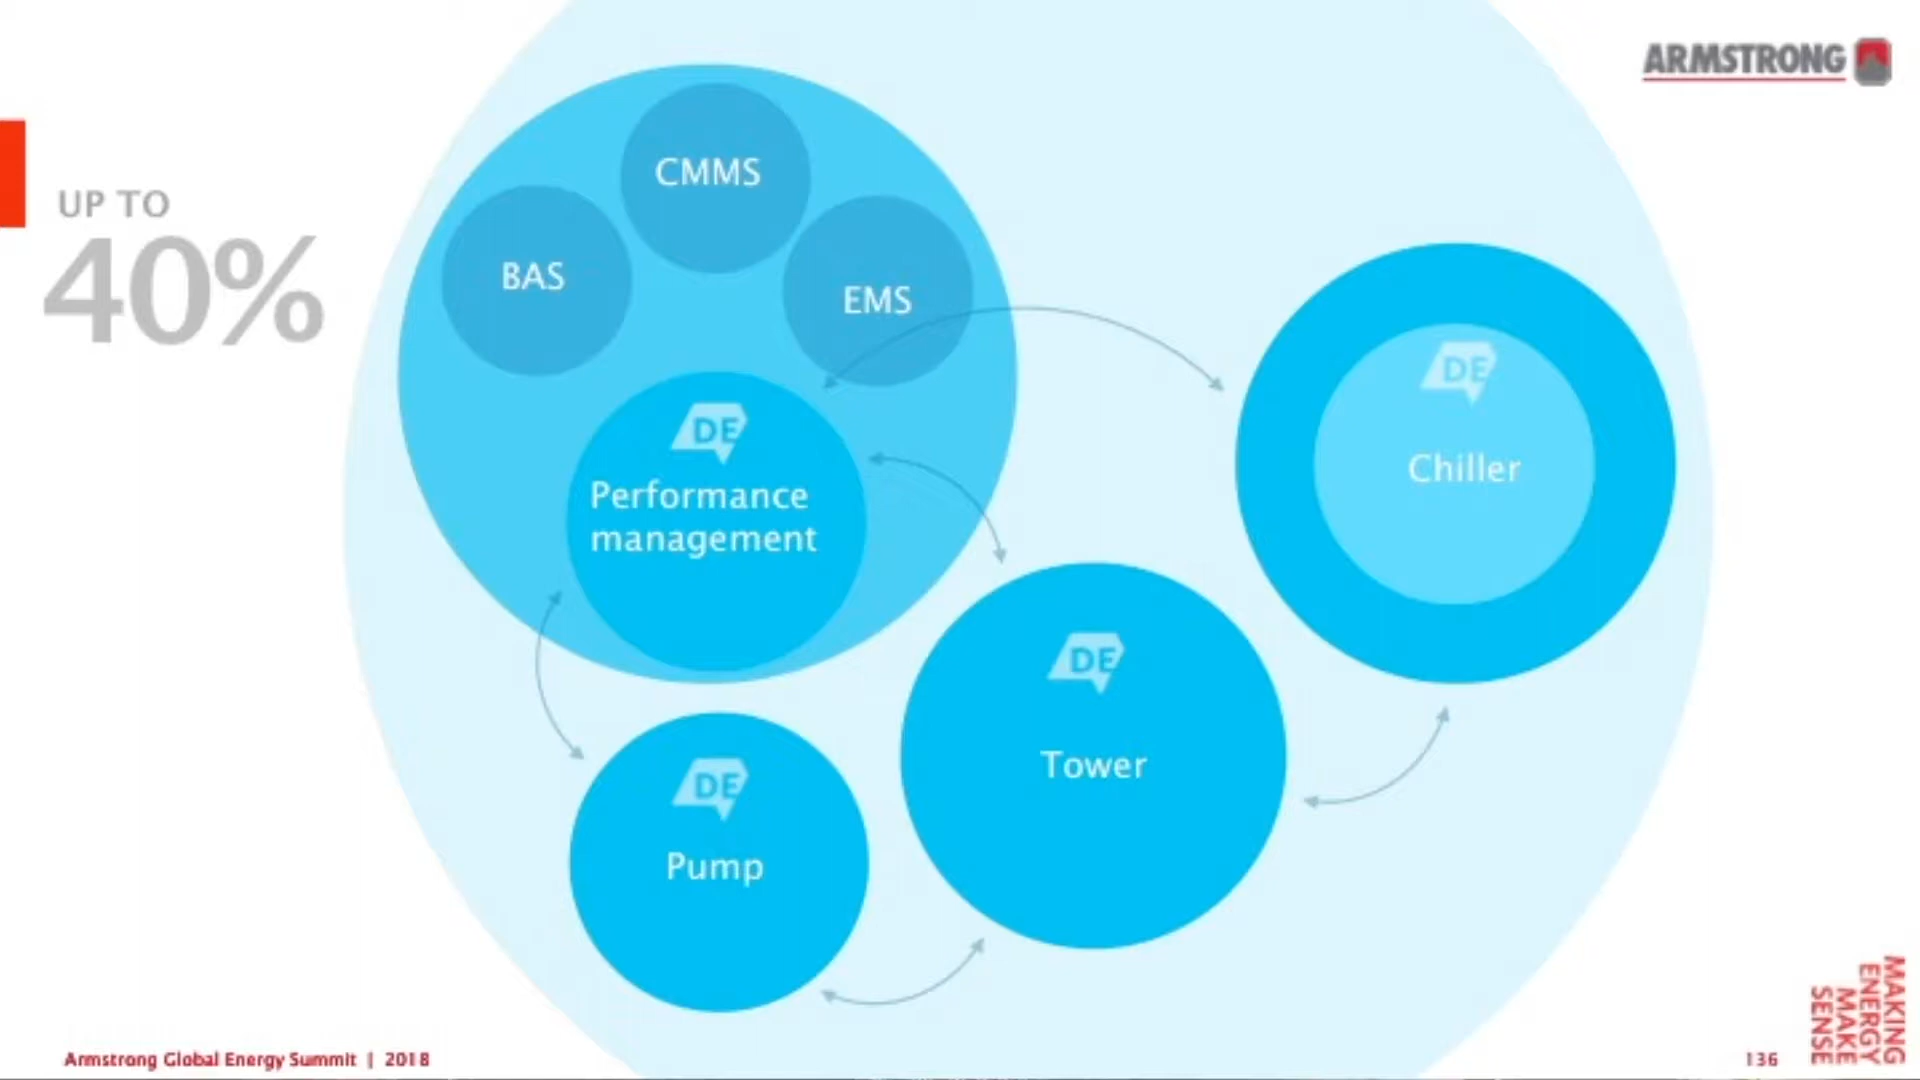 ARMSTRONG
UP TO
40%
CMMS
BAS
EMS
DE
Performance
management
DE
Chiller
DE
Tower
DE
Pump
Armstrong Global Energy Summit | 2018
136
MAKING
ENERGY
MAKE
SENSE